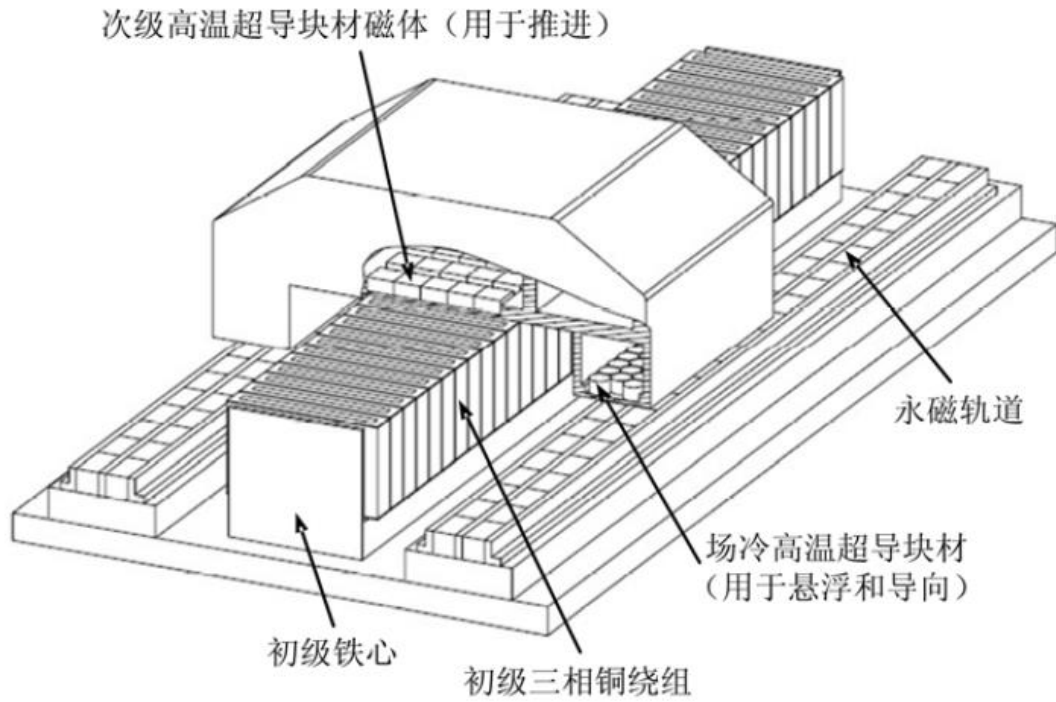 次级高温超导块材磁体（用于推进）
永磁轨道
场冷高温超导块材
（用于悬浮和导向）
初级铁心
初级三相铜绕组